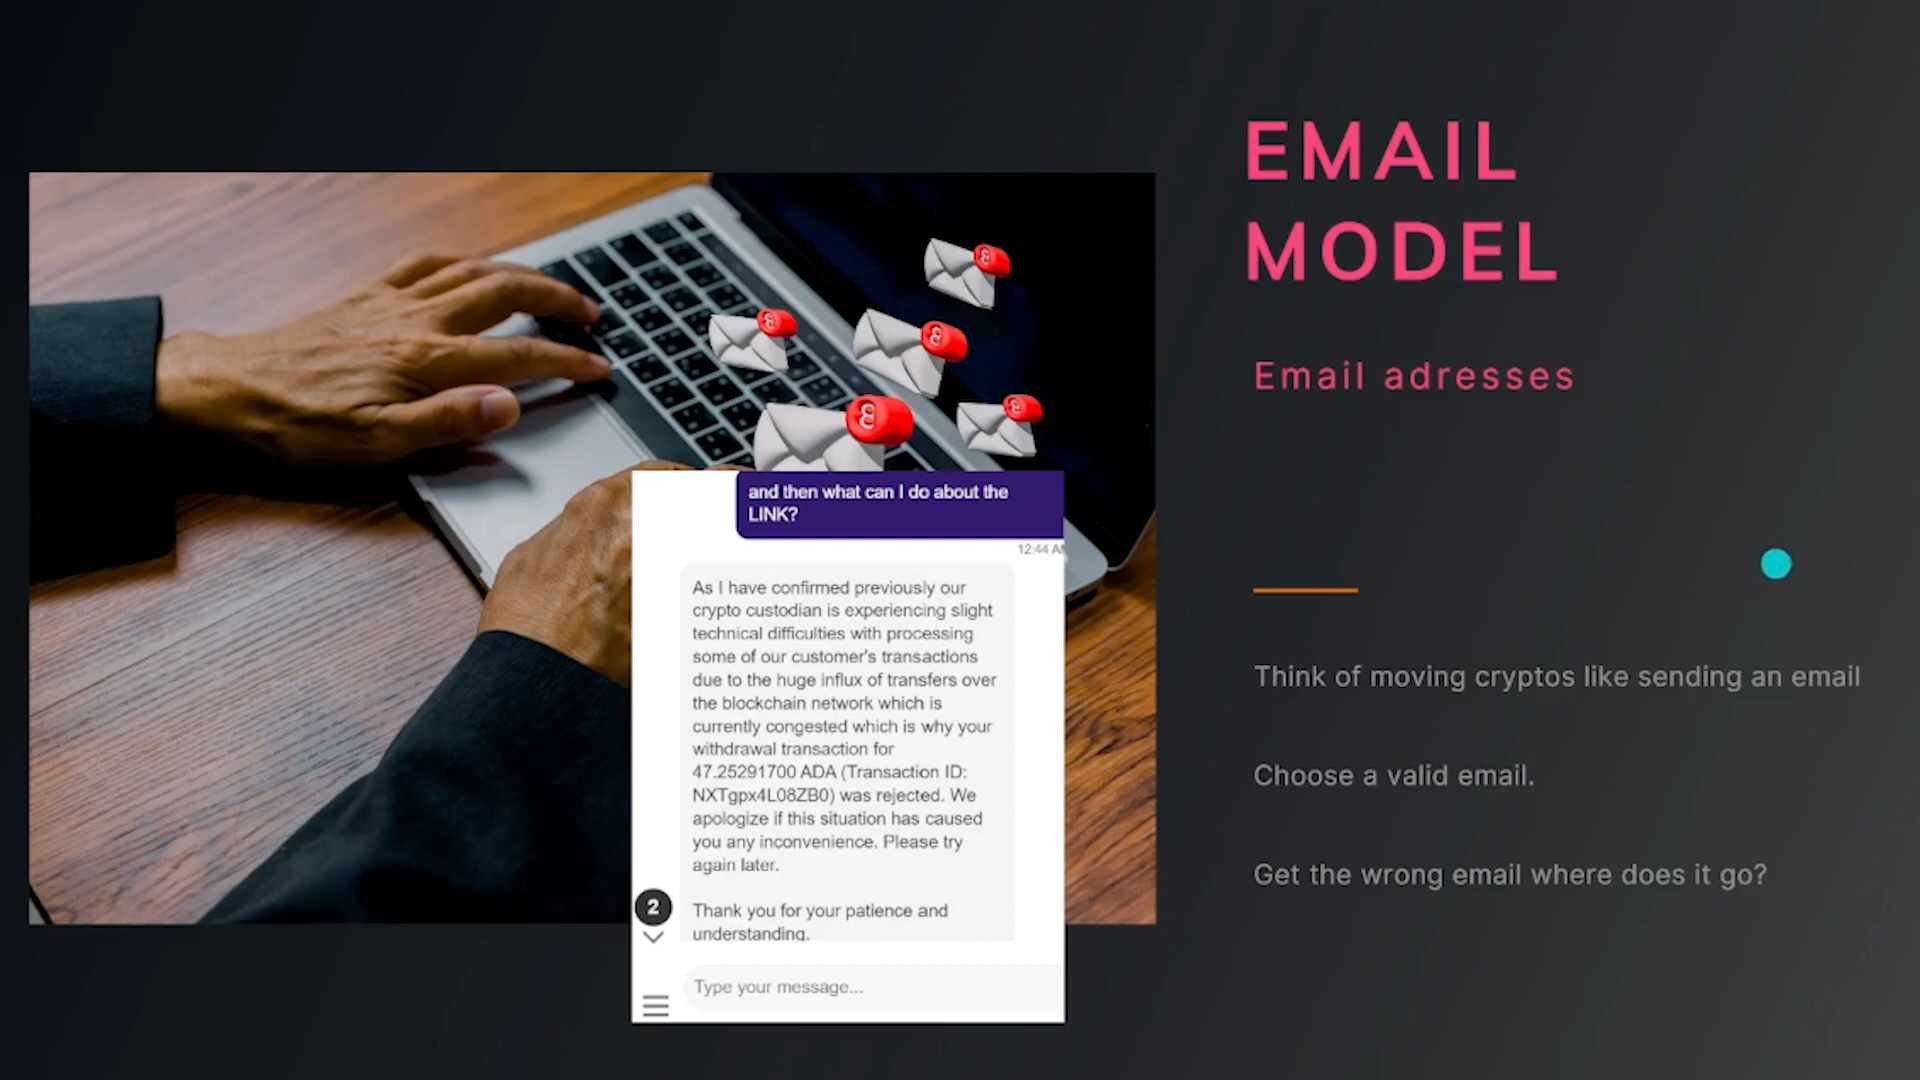 EMAIL
MODEL
Email adresses
Think of moving cryptos like sending an email
Choose a valid email.
Get the wrong email where does it go?
and then what can I do about the
LINK?
12:44 A
As I have confirmed previously our
crypto custodian is experiencing slight
technical difficulties with processing
some of our customer's transactions
due to the huge influx of transfers over
the blockchain network which is
currently congested which is why your
withdrawal transaction for
47.25291700 ADA (Transaction ID:
NXTgpx4L08ZB0) was rejected. We
apologize if this situation has caused
you any inconvenience. Please try
again later.
Thank you for your patience and
understanding.
2
Type your message...